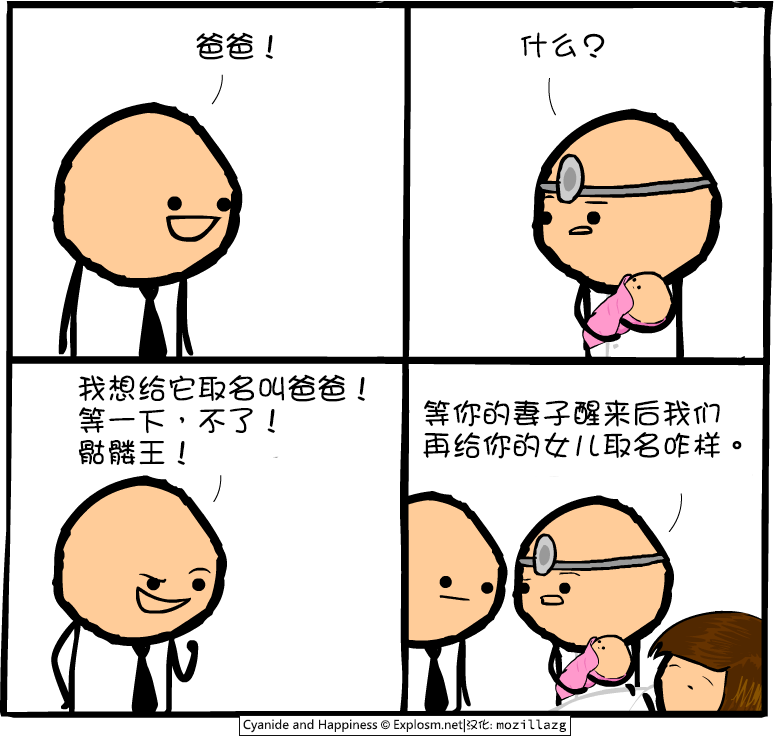 爸爸！
什么？
我想给它取名叫爸爸！
等一下，不了！
骷髅王！
等你的妻子醒来后我们
再给你的女儿取名咋样。
Cyanide and Happiness © Explosm.net|汉化: mozillazg